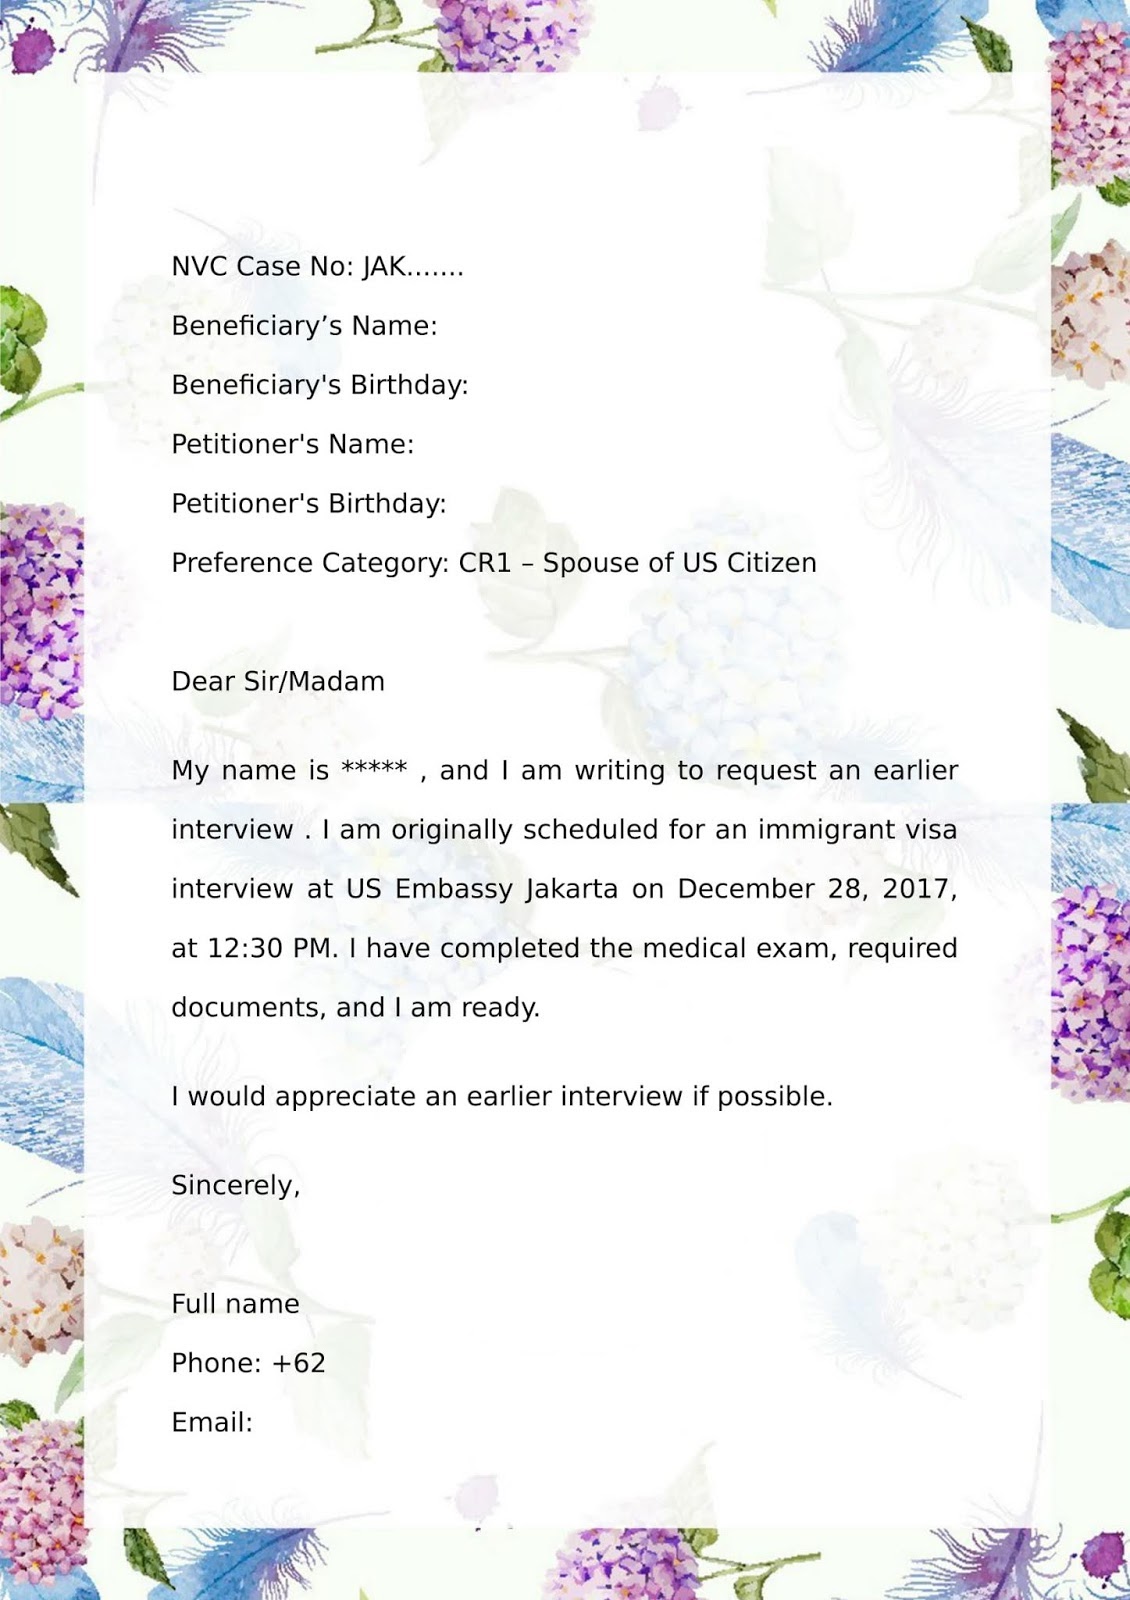 NVC Case No: JAK.......
Beneficiary’s Name:
Beneficiary's Birthday:
Petitioner's Name:
Petitioner's Birthday:
Preference Category: CR1 – Spouse of US Citizen
Dear Sir/Madam
My name is ***** , and I am writing to request an earlier
interview . I am originally scheduled for an immigrant visa
interview at US Embassy Jakarta on December 28, 2017,
at 12:30 PM. I have completed the medical exam, required
documents, and I am ready.
I would appreciate an earlier interview if possible.
Sincerely,
Full name
Phone: +62
Email: